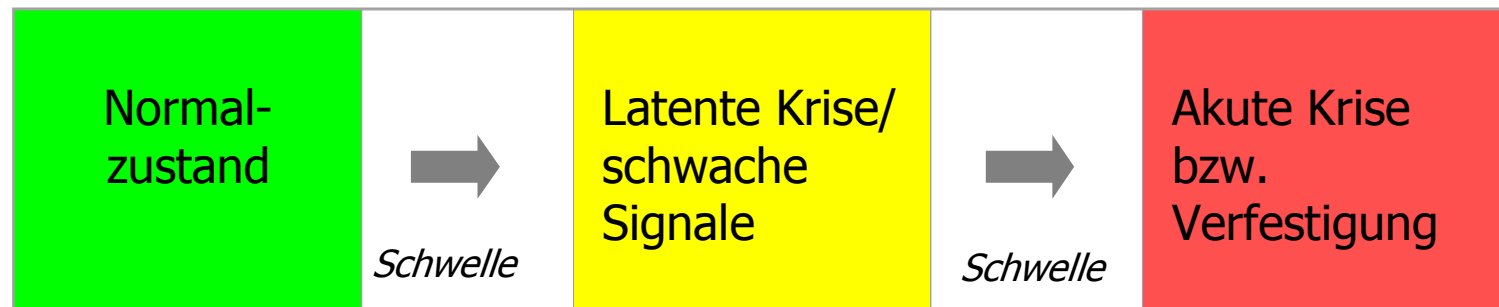 Normal-
zustand
Schwelle
Latente Krise/
schwache
Signale
Schwelle
Akute Krise
bzw.
Verfestigung